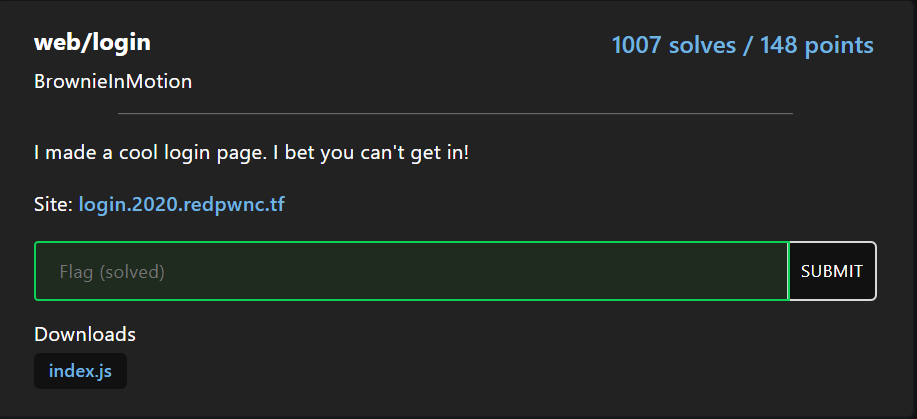 web/login
1007 solves / 148 points
BrownieInMotion
I made a cool login page. I bet you can't get in!
Site: login.2020.redpwnc.tf
Flag (solved)
SUBMIT
Downloads
index.js